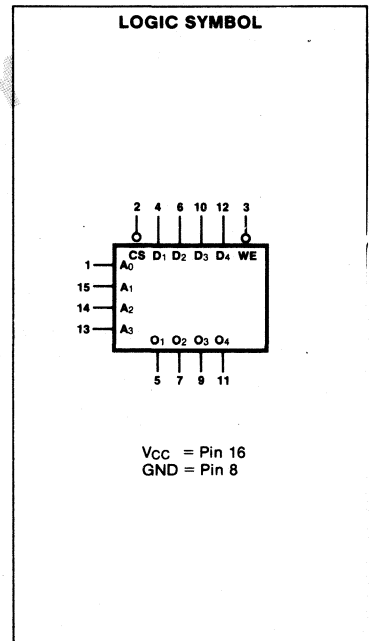 LOGIC SYMBOL
2 4 6 10 12 3
CS D1 D2 D3 D4 WE
1 A0
15 A1
14 A2
13 A3
O1 O2 O3 O4
5 7 9 11
VCC = Pin 16
GND = Pin 8